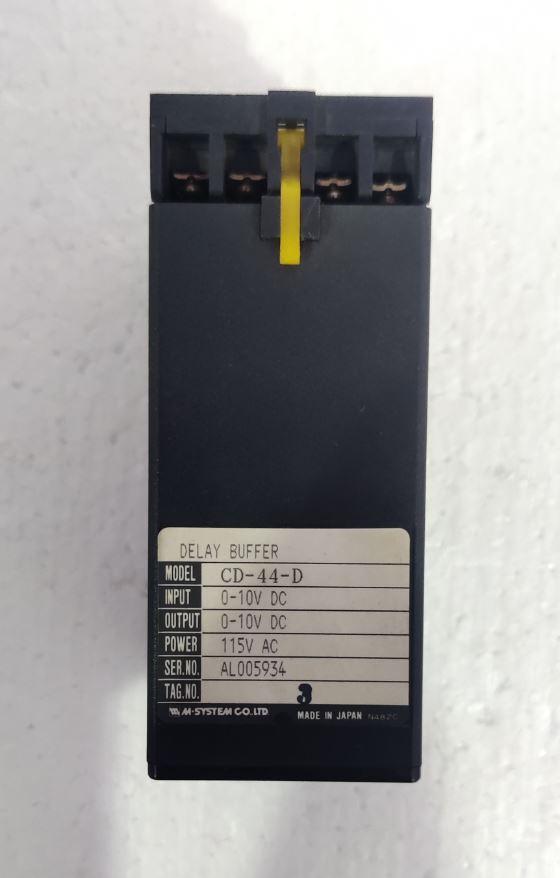 DELAY BUFFER
MODEL CD-44-D
INPUT 0-10V DC
OUTPUT 0-10V DC
POWER 115V AC
SER.NO. AL005934
TAG.NO. 3
M-SYSTEM CO.,LTD. MADE IN JAPAN